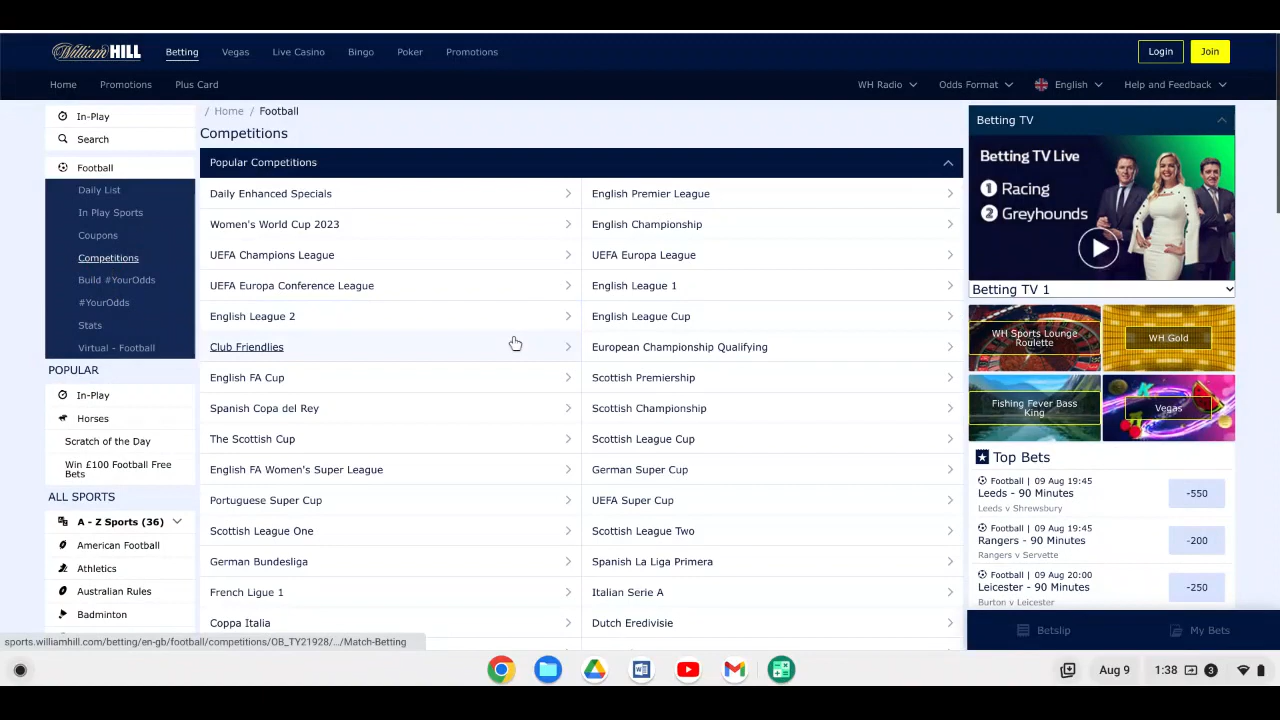 William HILL
Betting
Vegas
Live Casino
Bingo
Poker
Promotions
Login
Join
Home
Promotions
Plus Card
WH Radio
Odds Format
English
Help and Feedback
In-Play
Search
Football
Daily List
In Play Sports
Coupons
Competitions
Build #YourOdds
#YourOdds
Stats
Virtual - Football
POPULAR
In-Play
Horses
Scratch of the Day
Win £100 Football Free
Bets
ALL SPORTS
A - Z Sports (36)
American Football
Athletics
Australian Rules
Badminton
/ Home / Football
Competitions
Popular Competitions
Daily Enhanced Specials
English Premier League
Women's World Cup 2023
English Championship
UEFA Champions League
UEFA Europa League
UEFA Europa Conference League
English League 1
English League 2
English League Cup
Club Friendlies
European Championship Qualifying
English FA Cup
Scottish Premiership
Spanish Copa del Rey
Scottish Championship
The Scottish Cup
Scottish League Cup
English FA Women's Super League
German Super Cup
Portuguese Super Cup
UEFA Super Cup
Scottish League One
Scottish League Two
German Bundesliga
Spanish La Liga Primera
French Ligue 1
Italian Serie A
Coppa Italia
Dutch Eredivisie
Betting TV
Betting TV Live
1 Racing
2 Greyhounds
Betting TV 1
WH Sports Lounge
Roulette
WH Gold
Fishing Fever Bass
King
Vegas
Top Bets
Football | 09 Aug 19:45
Leeds - 90 Minutes
Leeds v Shrewsbury
-550
Football | 09 Aug 19:45
Rangers - 90 Minutes
Rangers v Servette
-200
Football | 09 Aug 20:00
Leicester - 90 Minutes
Burton v Leicester
-250
Betslip
My Bets
sports.williamhill.com/betting/en-gb/football/competitions/OB_TY21928/.../Match-Betting
Aug 9
1:38
3